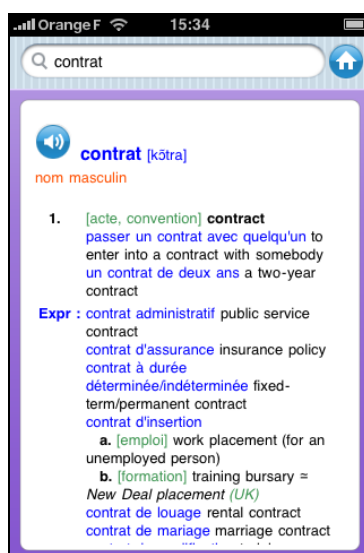 Orange F 15:34
contrat
contrat [kɔ̃tra]
nom masculin
1. [acte, convention] contract
passer un contrat avec quelqu'un to
enter into a contract with somebody
un contrat de deux ans a two-year
contract
Expr : contrat administratif public service
contract
contrat d'assurance insurance policy
contrat à durée
déterminée/indéterminée fixed-
term/permanent contract
contrat d'insertion
a. [emploi] work placement (for an
unemployed person)
b. [formation] training bursary ≃
New Deal placement (UK)
contrat de louage rental contract
contrat de mariage marriage contract